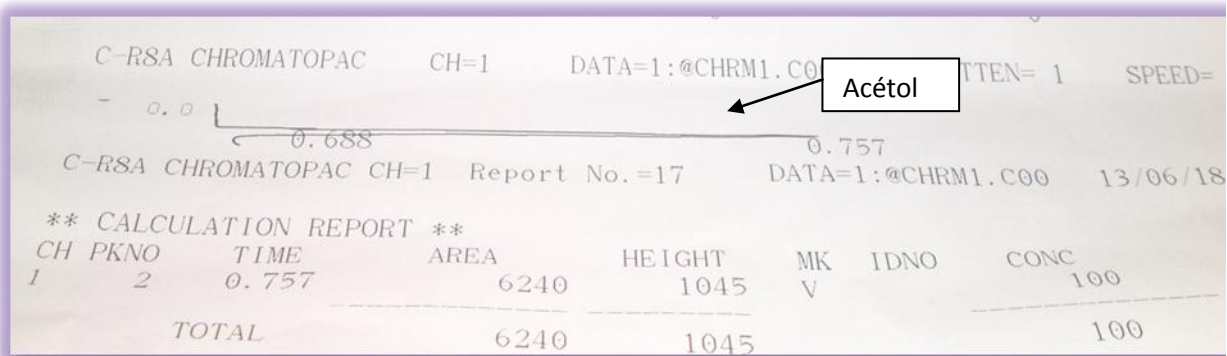 C-R8A CHROMATOPAC CH=1 DATA=1:@CHRM1.C0 TTEN= 1 SPEED=
Acétol
- 0.0
0.688
0.757
C-R8A CHROMATOPAC CH=1 Report No.=17 DATA=1:@CHRM1.C00 13/06/18
** CALCULATION REPORT **
CH PKNO TIME AREA HEIGHT MK IDNO CONC
1 2 0.757 6240 1045 V 100
TOTAL 6240 1045 100